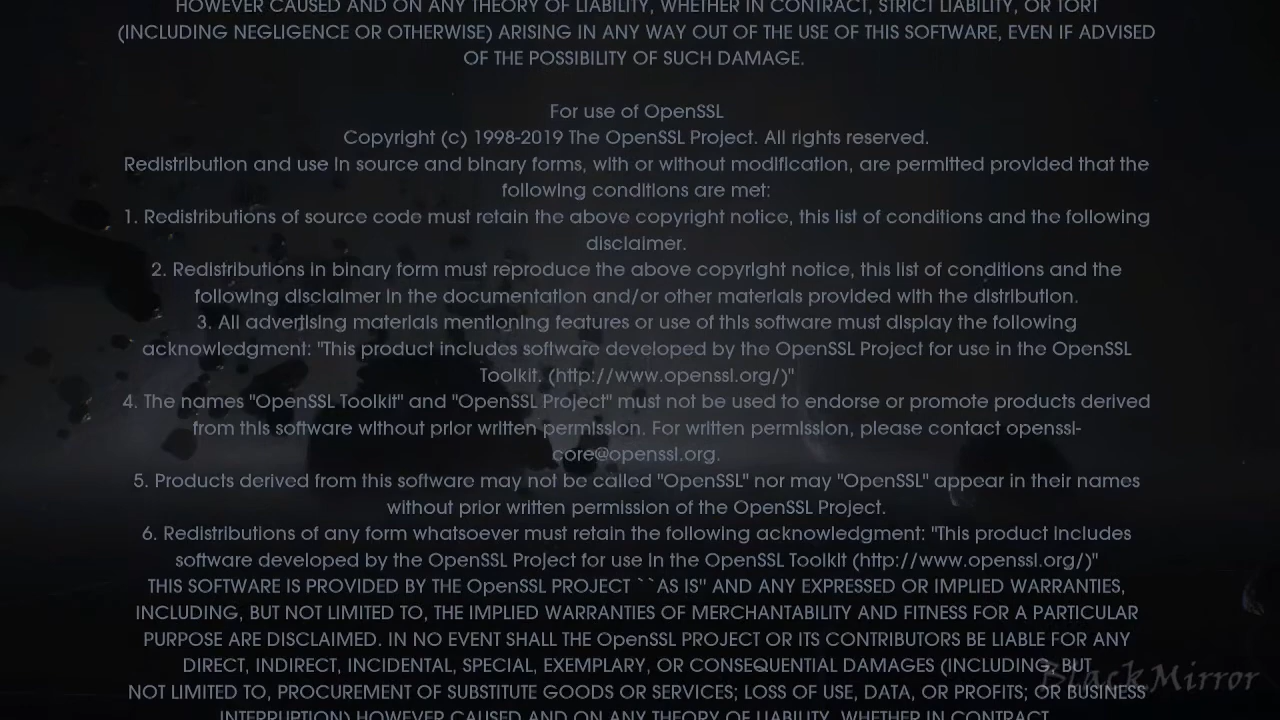 HOWEVER CAUSED AND ON ANY THEORY OF LIABILITY, WHETHER IN CONTRACT, STRICT LIABILITY, OR TORT
(INCLUDING NEGLIGENCE OR OTHERWISE) ARISING IN ANY WAY OUT OF THE USE OF THIS SOFTWARE, EVEN IF ADVISED
OF THE POSSIBILITY OF SUCH DAMAGE.
For use of OpenSSL
Copyright (c) 1998-2019 The OpenSSL Project. All rights reserved.
Redistribution and use in source and binary forms, with or without modification, are permitted provided that the
following conditions are met:
1. Redistributions of source code must retain the above copyright notice, this list of conditions and the following
disclaimer.
2. Redistributions in binary form must reproduce the above copyright notice, this list of conditions and the
following disclaimer in the documentation and/or other materials provided with the distribution.
3. All advertising materials mentioning features or use of this software must display the following
acknowledgment: "This product includes software developed by the OpenSSL Project for use in the OpenSSL
Toolkit. (http://www.openssl.org/)"
4. The names "OpenSSL Toolkit" and "OpenSSL Project" must not be used to endorse or promote products derived
from this software without prior written permission. For written permission, please contact openssl-
core@openssl.org.
5. Products derived from this software may not be called "OpenSSL" nor may "OpenSSL" appear in their names
without prior written permission of the OpenSSL Project.
6. Redistributions of any form whatsoever must retain the following acknowledgment: "This product includes
software developed by the OpenSSL Project for use in the OpenSSL Toolkit (http://www.openssl.org/)"
THIS SOFTWARE IS PROVIDED BY THE OpenSSL PROJECT ``AS IS'' AND ANY EXPRESSED OR IMPLIED WARRANTIES,
INCLUDING, BUT NOT LIMITED TO, THE IMPLIED WARRANTIES OF MERCHANTABILITY AND FITNESS FOR A PARTICULAR
PURPOSE ARE DISCLAIMED. IN NO EVENT SHALL THE OpenSSL PROJECT OR ITS CONTRIBUTORS BE LIABLE FOR ANY
DIRECT, INDIRECT, INCIDENTAL, SPECIAL, EXEMPLARY, OR CONSEQUENTIAL DAMAGES (INCLUDING, BUT
NOT LIMITED TO, PROCUREMENT OF SUBSTITUTE GOODS OR SERVICES; LOSS OF USE, DATA, OR PROFITS; OR BUSINESS
INTERRUPTION) HOWEVER CAUSED AND ON ANY THEORY OF LIABILITY, WHETHER IN CONTRACT,
BlackMirror